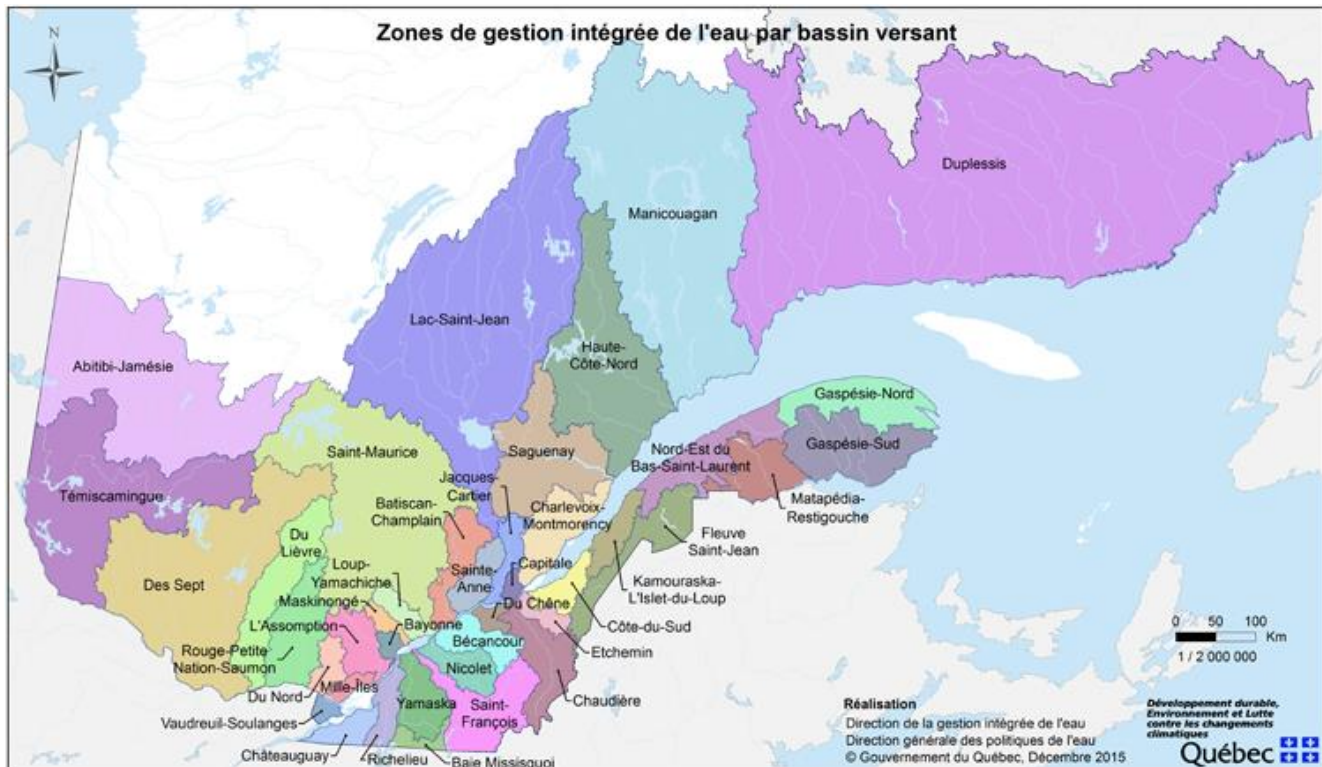 Zones de gestion intégrée de l'eau par bassin versant
N
Duplessis
Manicouagan
Lac-Saint-Jean
Haute-
Côte-Nord
Abitibi-Jamésie
Gaspésie-Nord
Gaspésie-Sud
Saint-Maurice
Saguenay
Nord-Est du
Bas-Saint-Laurent
Témiscamingue
Jacques-
Cartier
Batiscan-
Champlain
Charlevoix-
Montmorency
Matapédia-
Restigouche
Du
Lièvre
Fleuve
Saint-Jean
Des Sept
Loup-
Yamachiche
Sainte-
Anne
Capitale
Kamouraska-
L'Islet-du-Loup
Maskinongé
Du Chêne
L'Assomption
Bayonne
Côte-du-Sud
Bécancour
Etchemin
Rouge-Petite
Nation-Saumon
Nicolet
Du Nord
Mille-Îles
Yamaska
Saint-
François
Chaudière
Vaudreuil-Soulanges
Châteauguay
Richelieu
Baie Missisquoi
0 50 100
Km
1 / 2 000 000
Réalisation
Direction de la gestion intégrée de l'eau
Direction générale des politiques de l'eau
© Gouvernement du Québec, Décembre 2015
Développement durable,
Environnement et Lutte
contre les changements
climatiques
Québec